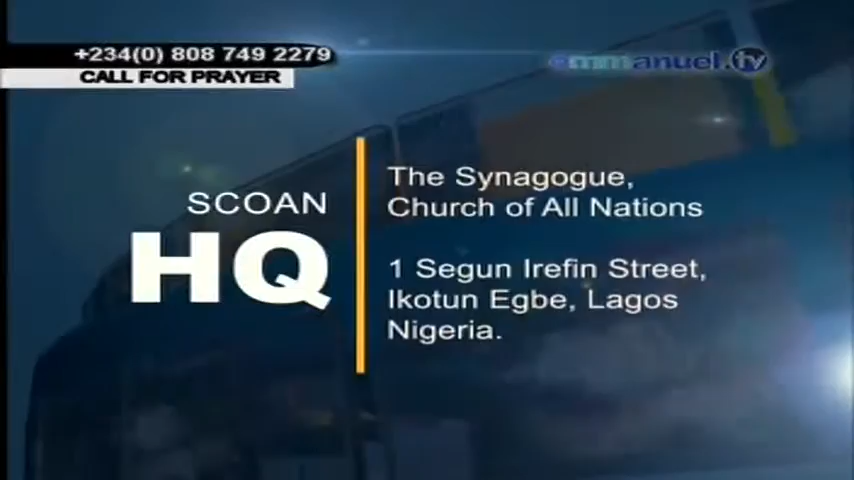 +234(0) 808 749 2279
CALL FOR PRAYER
emmanuel.tv
SCOAN
HQ
The Synagogue,
Church of All Nations
1 Segun Irefin Street,
Ikotun Egbe, Lagos
Nigeria.